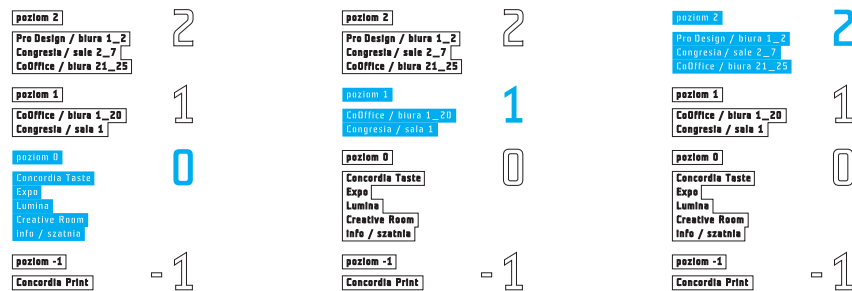 poziom 2
2
Pro Design / biura 1_2
Congresia / sale 2_7
CoOffice / biura 21_25
poziom 1
1
CoOffice / biura 1_20
Congresia / sala 1
poziom 0
0
Concordia Taste
Expo
Lumina
Creative Room
info / szatnia
poziom -1
-1
Concordia Print
poziom 2
2
Pro Design / biura 1_2
Congresia / sale 2_7
CoOffice / biura 21_25
poziom 1
1
CoOffice / biura 1_20
Congresia / sala 1
poziom 0
0
Concordia Taste
Expo
Lumina
Creative Room
info / szatnia
poziom -1
-1
Concordia Print
poziom 2
2
Pro Design / biura 1_2
Congresia / sale 2_7
CoOffice / biura 21_25
poziom 1
1
CoOffice / biura 1_20
Congresia / sala 1
poziom 0
0
Concordia Taste
Expo
Lumina
Creative Room
info / szatnia
poziom -1
-1
Concordia Print